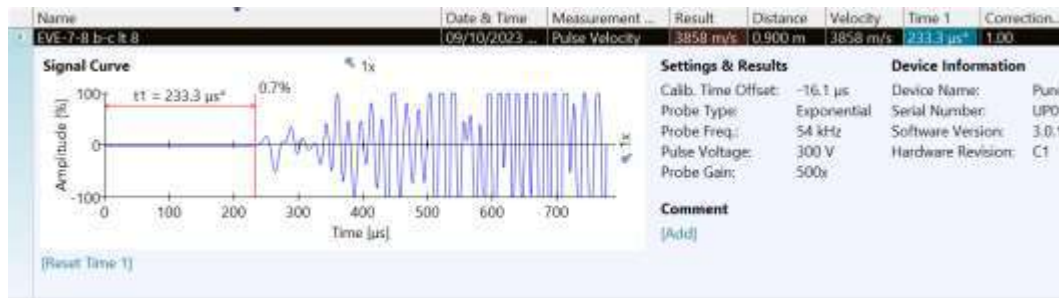 Name Date & Time Measurement ... Result Distance Velocity Time 1 Correction...
EVE-7-8 b-c lt 8 09/10/2023 ... Pulse Velocity 3858 m/s 0.900 m 3858 m/s 233.3 µs* 1.00
Signal Curve 1x
t1 = 233.3 µs* 0.7%
Amplitude [%]
100
0
-100
1x
0 100 200 300 400 500 600 700
Time [µs]
[Reset Time 1]
Settings & Results
Calib. Time Offset: -16.1 µs
Probe Type: Exponential
Probe Freq.: 54 kHz
Pulse Voltage: 300 V
Probe Gain: 500x
Comment
[Add]
Device Information
Device Name: Pun
Serial Number: UP0
Software Version: 3.0.
Hardware Revision: C1